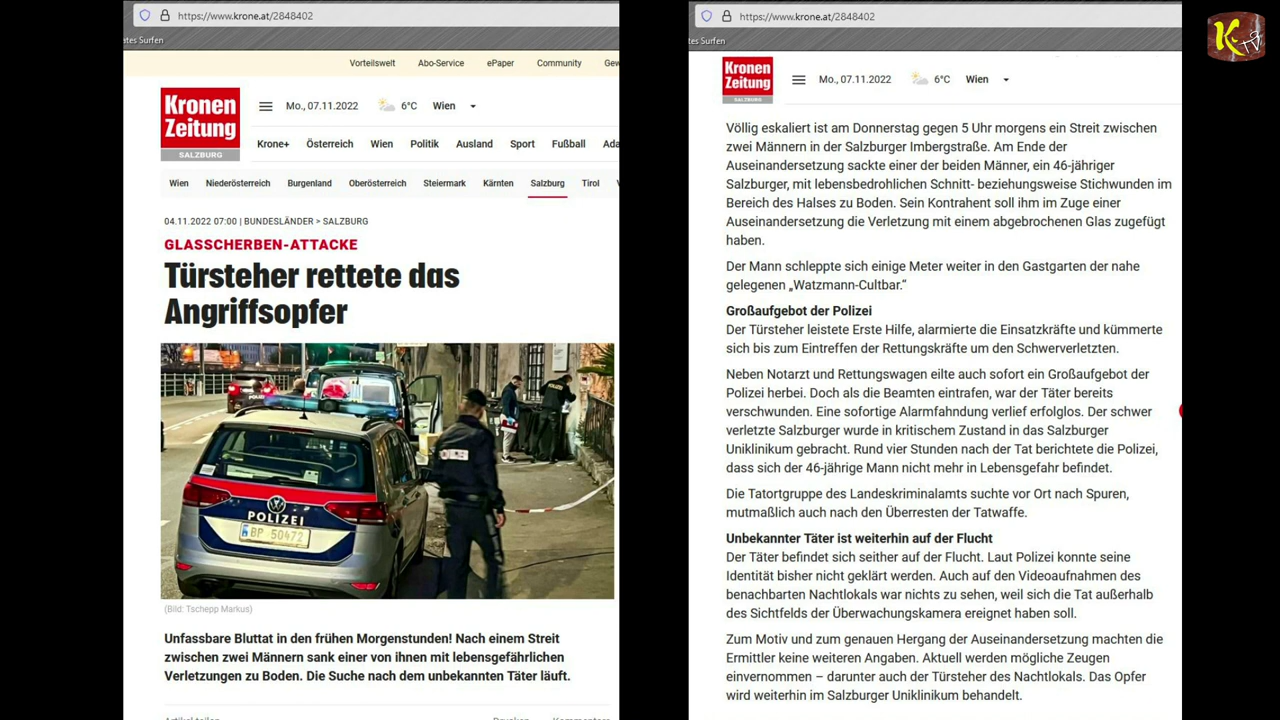 https://www.krone.at/2848402
ates Surfen
Vorteilswelt Abo-Service ePaper Community Gew
Kronen
Zeitung
SALZBURG
Mo., 07.11.2022 6°C Wien
Krone+ Österreich Wien Politik Ausland Sport Fußball Ada
Wien Niederösterreich Burgenland Oberösterreich Steiermark Kärnten Salzburg Tirol
04.11.2022 07:00 | BUNDESLÄNDER > SALZBURG
GLASSCHERBEN-ATTACKE
Türsteher rettete das
Angriffsopfer
POLIZEI
BP 50472
(Bild: Tschepp Markus)
Unfassbare Bluttat in den frühen Morgenstunden! Nach einem Streit
zwischen zwei Männern sank einer von ihnen mit lebensgefährlichen
Verletzungen zu Boden. Die Suche nach dem unbekannten Täter läuft.
https://www.krone.at/2848402
tes Surfen
Kronen
Zeitung
SALZBURG
Mo., 07.11.2022 6°C Wien
Völlig eskaliert ist am Donnerstag gegen 5 Uhr morgens ein Streit zwischen
zwei Männern in der Salzburger Imbergstraße. Am Ende der
Auseinandersetzung sackte einer der beiden Männer, ein 46-jähriger
Salzburger, mit lebensbedrohlichen Schnitt- beziehungsweise Stichwunden im
Bereich des Halses zu Boden. Sein Kontrahent soll ihm im Zuge einer
Auseinandersetzung die Verletzung mit einem abgebrochenen Glas zugefügt
haben.
Der Mann schleppte sich einige Meter weiter in den Gastgarten der nahe
gelegenen „Watzmann-Cultbar.“
Großaufgebot der Polizei
Der Türsteher leistete Erste Hilfe, alarmierte die Einsatzkräfte und kümmerte
sich bis zum Eintreffen der Rettungskräfte um den Schwerverletzten.
Neben Notarzt und Rettungswagen eilte auch sofort ein Großaufgebot der
Polizei herbei. Doch als die Beamten eintrafen, war der Täter bereits
verschwunden. Eine sofortige Alarmfahndung verlief erfolglos. Der schwer
verletzte Salzburger wurde in kritischem Zustand in das Salzburger
Uniklinikum gebracht. Rund vier Stunden nach der Tat berichtete die Polizei,
dass sich der 46-jährige Mann nicht mehr in Lebensgefahr befindet.
Die Tatortgruppe des Landeskriminalamts suchte vor Ort nach Spuren,
mutmaßlich auch nach den Überresten der Tatwaffe.
Unbekannter Täter ist weiterhin auf der Flucht
Der Täter befindet sich seither auf der Flucht. Laut Polizei konnte seine
Identität bisher nicht geklärt werden. Auch auf den Videoaufnahmen des
benachbarten Nachtlokals war nichts zu sehen, weil sich die Tat außerhalb
des Sichtfelds der Überwachungskamera ereignet haben soll.
Zum Motiv und zum genauen Hergang der Auseinandersetzung machten die
Ermittler keine weiteren Angaben. Aktuell werden mögliche Zeugen
einvernommen – darunter auch der Türsteher des Nachtlokals. Das Opfer
wird weiterhin im Salzburger Uniklinikum behandelt.
K TV